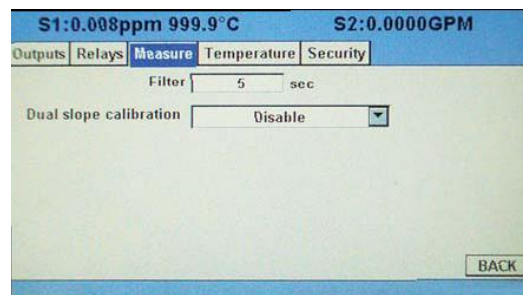 S1:0.008ppm 999.9°C S2:0.0000GPM
Outputs Relays Measure Temperature Security
Filter 5 sec
Dual slope calibration Disable
BACK